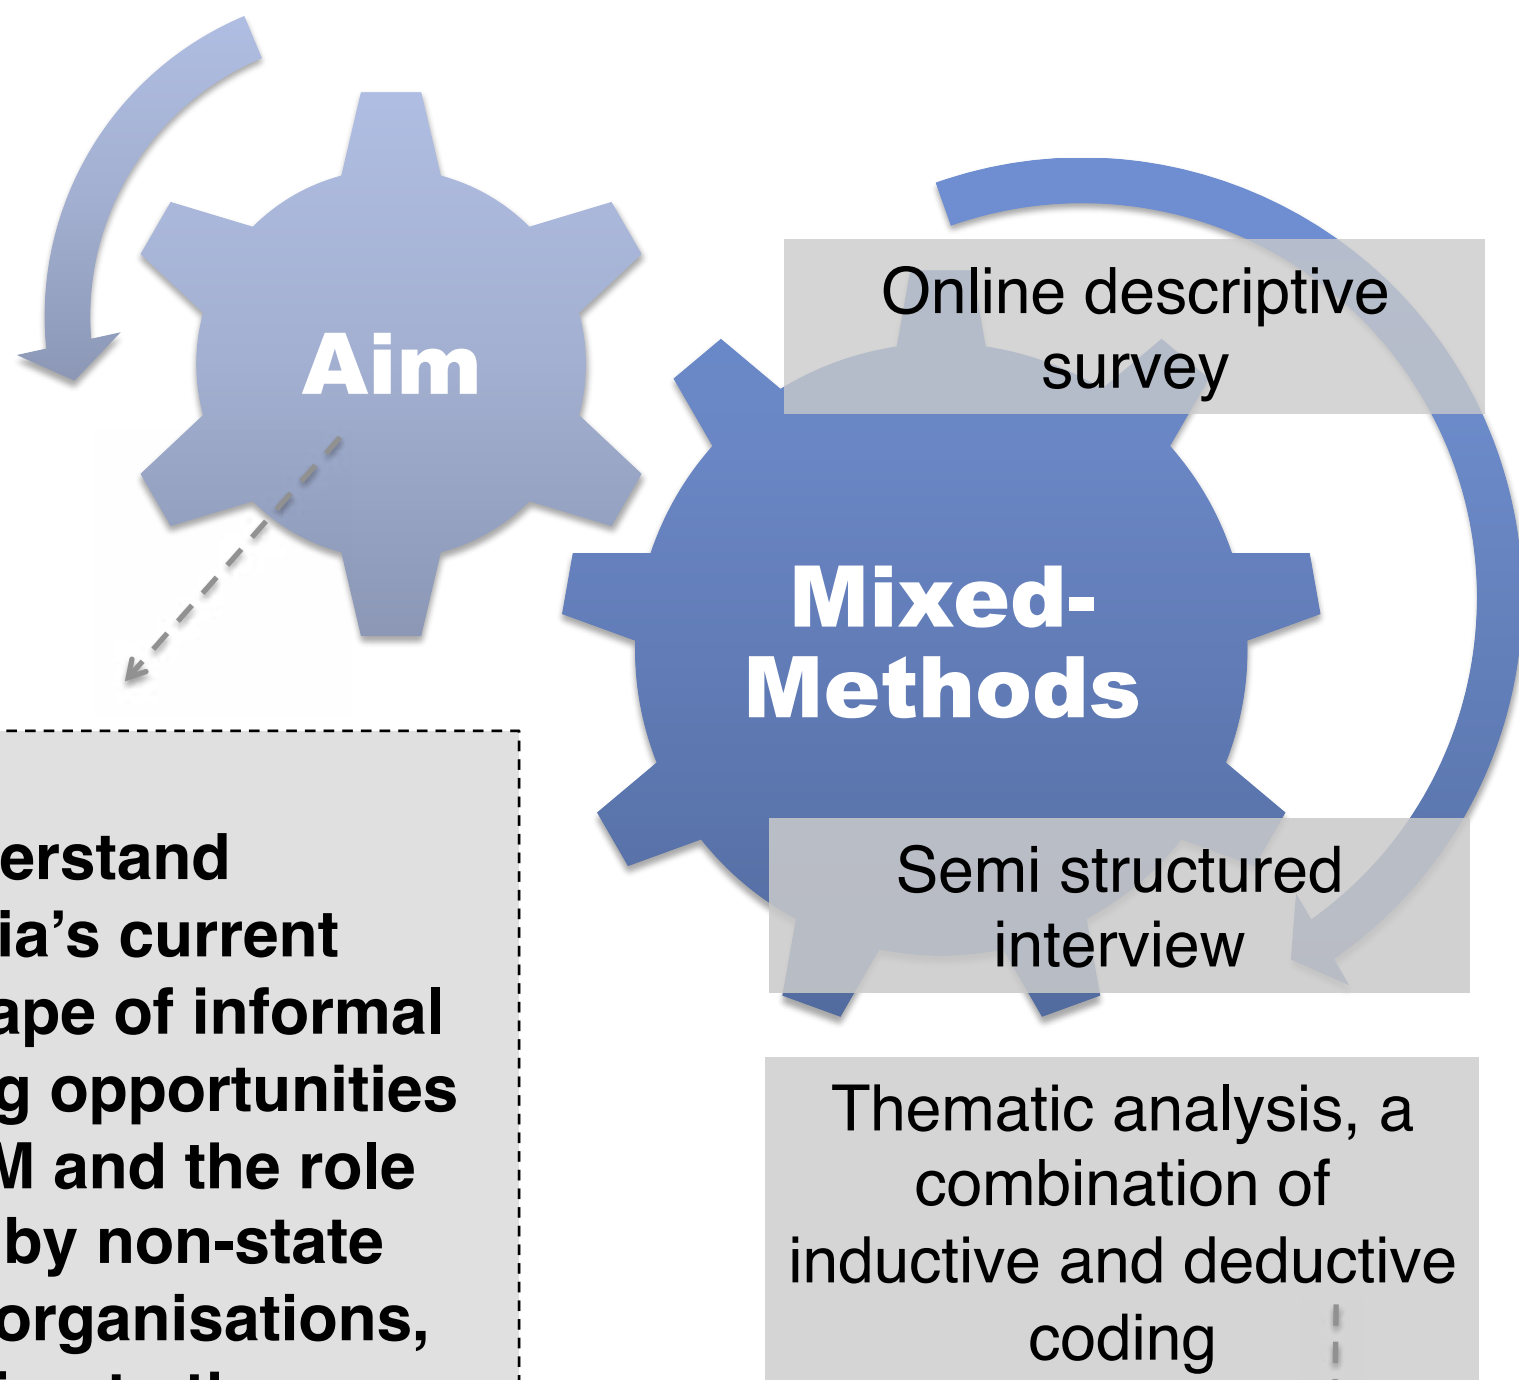 Aim
Online descriptive
survey
Mixed-
Methods
Semi structured
interview
erstand
ia's current
ape of informal
g opportunities
M and the role
by non-state
organisations,
Thematic analysis, a
combination of
inductive and deductive
coding